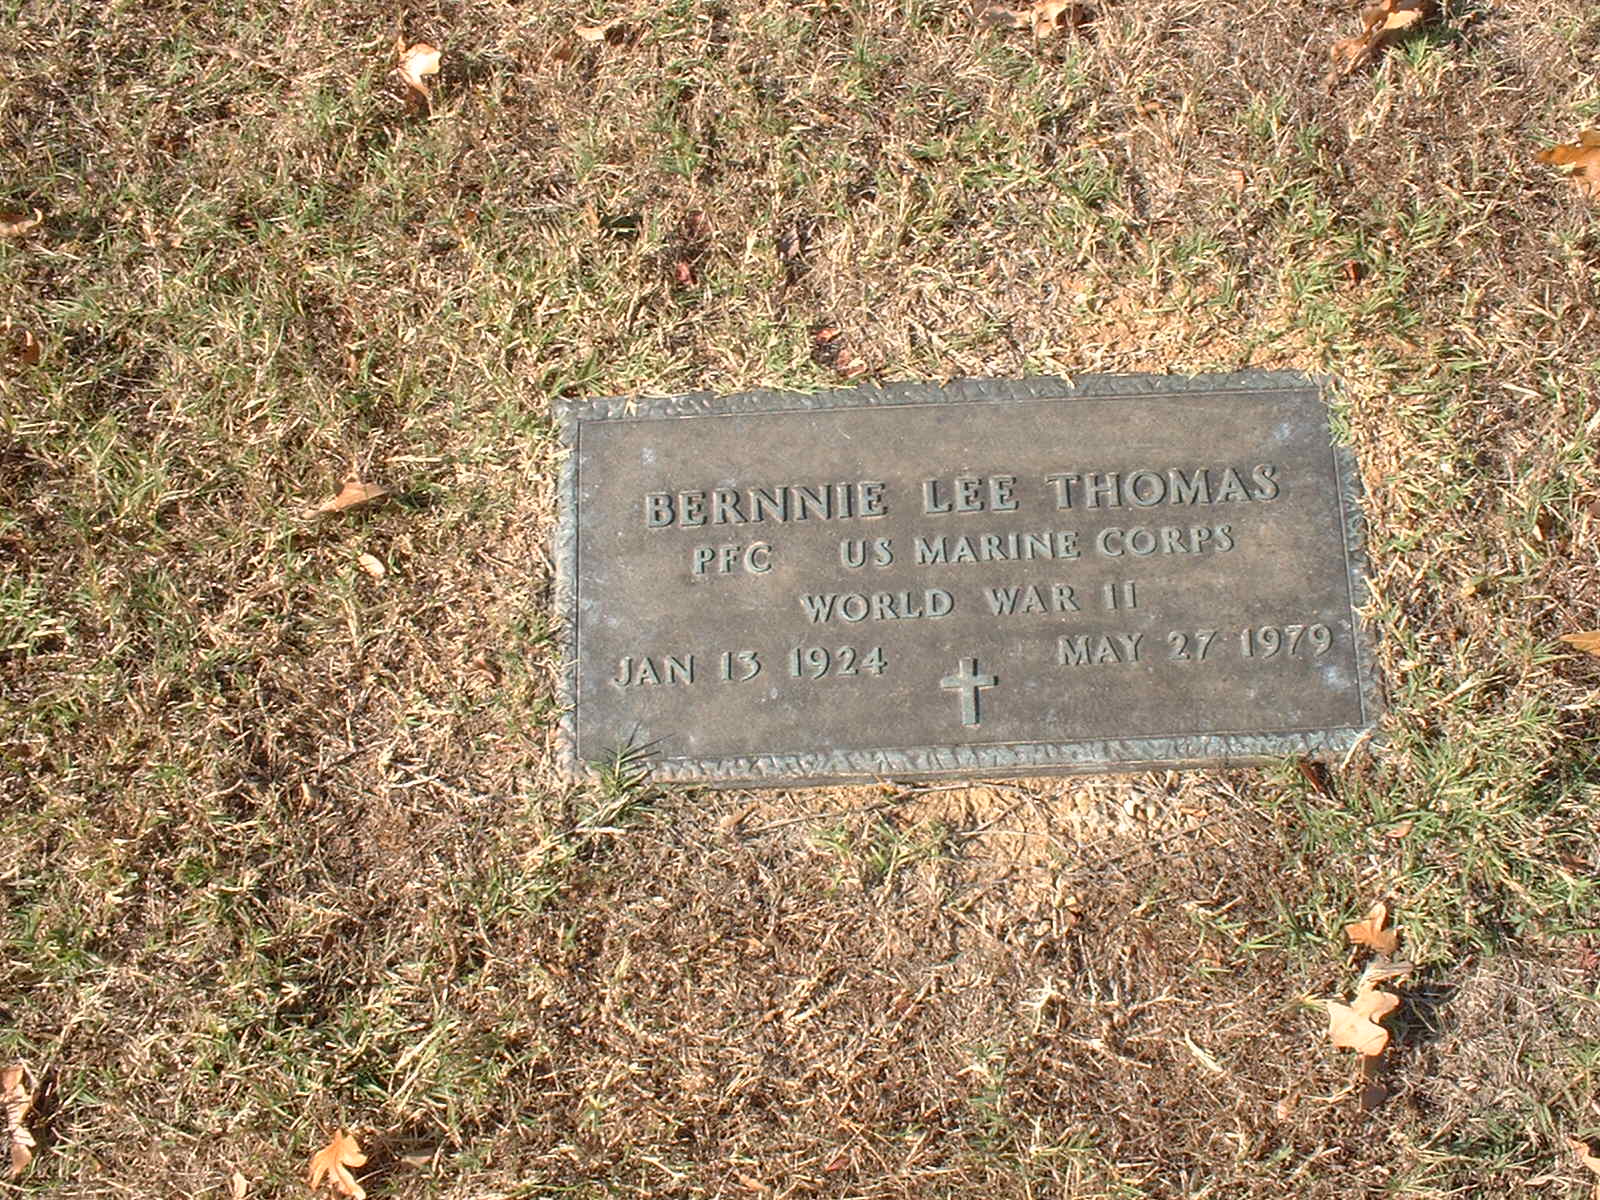 BERNNIE LEE THOMAS
PFC US MARINE CORPS
WORLD WAR II
JAN 13 1924 MAY 27 1979